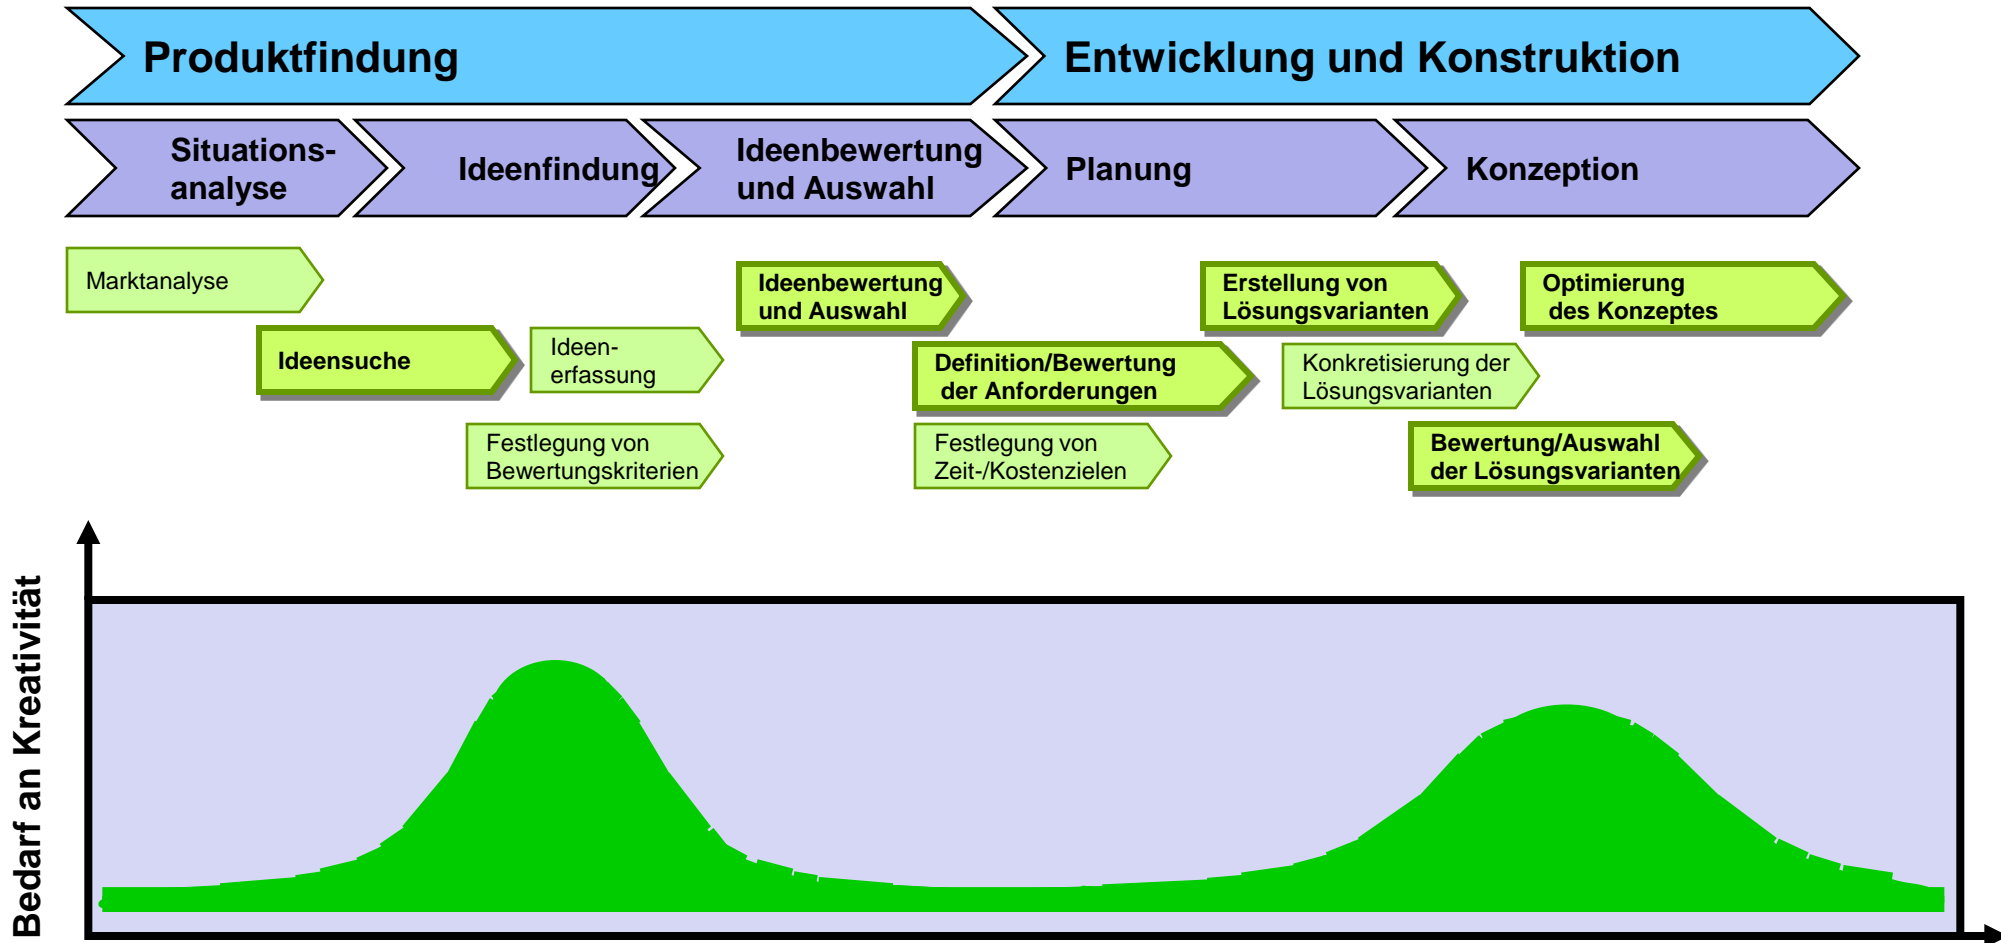 Produktfindung
Entwicklung und Konstruktion
Situations-
analyse
Ideenfindung
Ideenbewertung
und Auswahl
Planung
Konzeption
Marktanalyse
Ideensuche
Ideen-
erfassung
Festlegung von
Bewertungskriterien
Ideenbewertung
und Auswahl
Definition/Bewertung
der Anforderungen
Festlegung von
Zeit-/Kostenzielen
Erstellung von
Lösungsvarianten
Konkretisierung der
Lösungsvarianten
Bewertung/Auswahl
der Lösungsvarianten
Optimierung
des Konzeptes
Bedarf an Kreativität